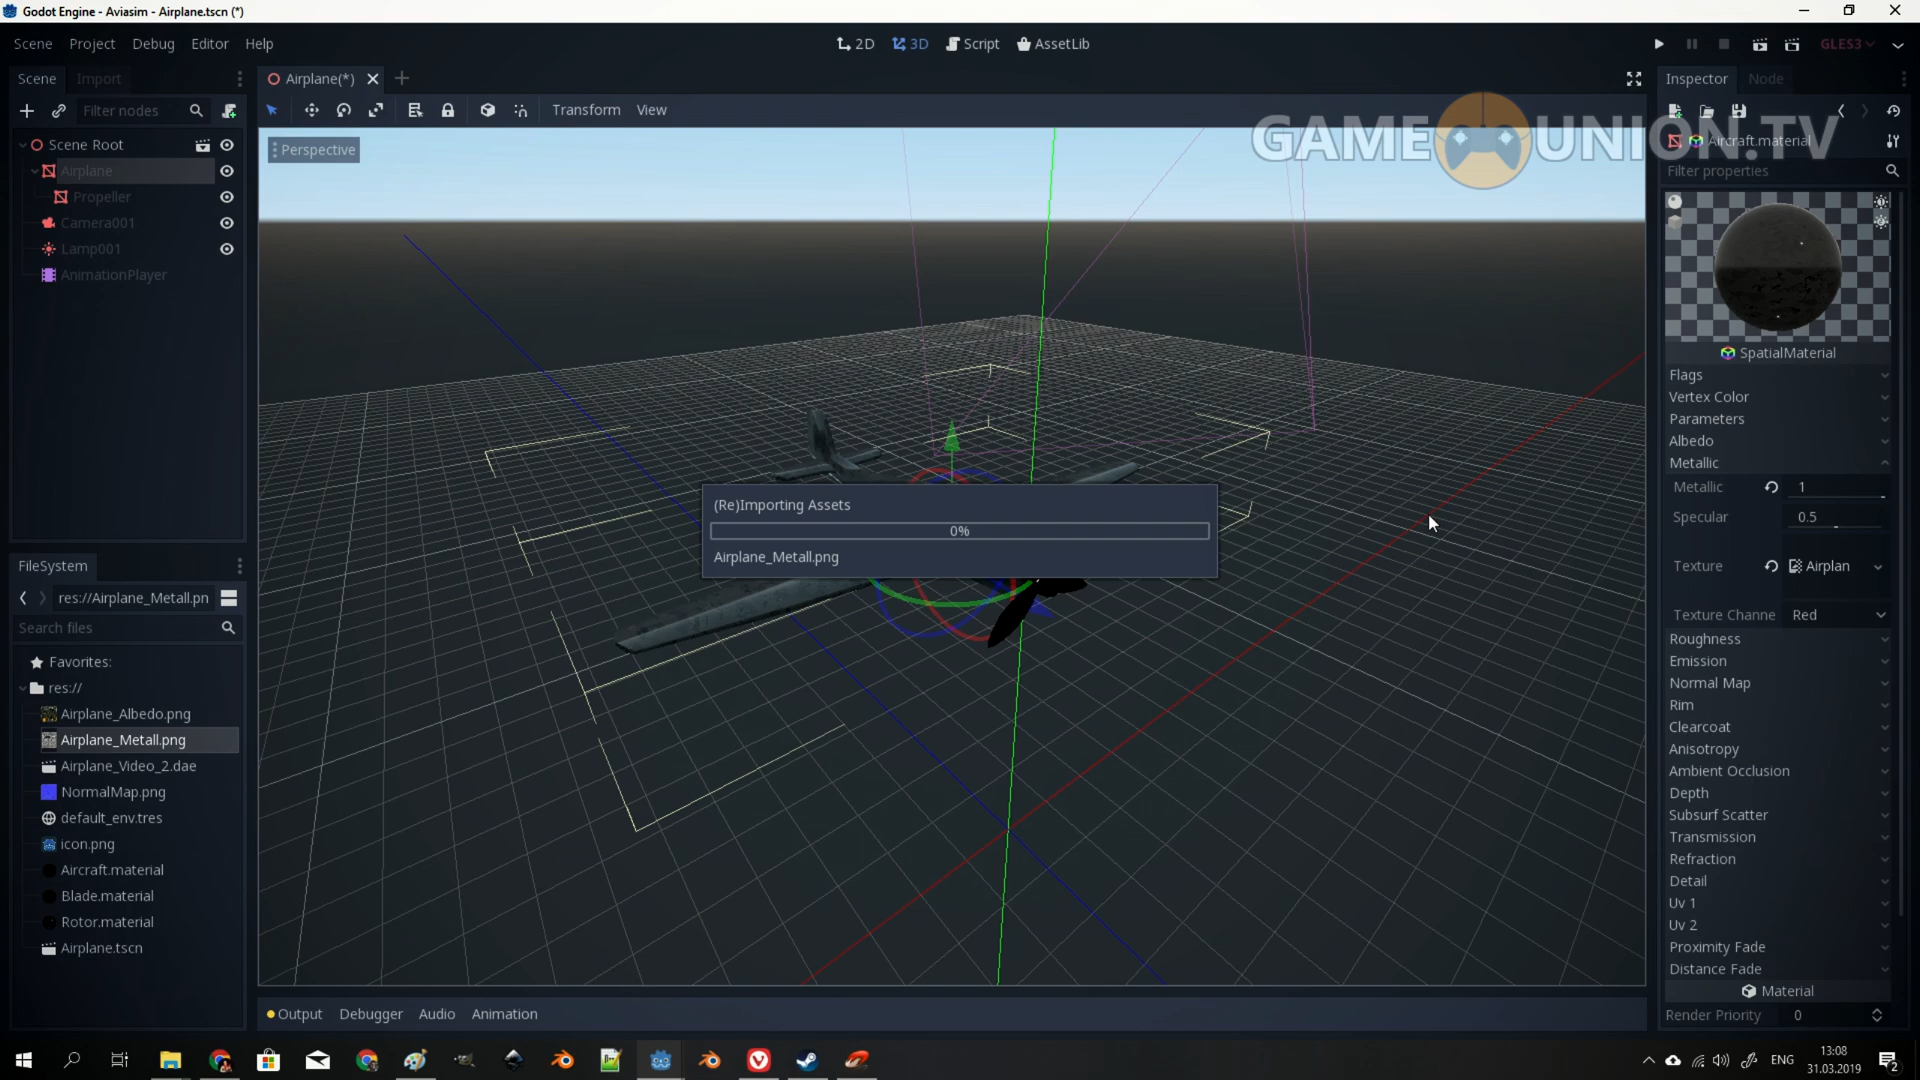 Godot Engine - Aviasim - Airplane.tscn (*)
Scene Project Debug Editor Help
2D 3D Script AssetLib
GLES3
Scene Import
Airplane(*)
Inspector Node
Filter nodes
Transform View
GAME UNION.TV
Aircraft.material
Filter properties
Perspective
Scene Root
Airplane
Propeller
Camera001
Lamp001
AnimationPlayer
SpatialMaterial
Flags
Vertex Color
Parameters
Albedo
Metallic
Metallic 1
Specular 0.5
Texture Airplan
Texture Channe Red
Roughness
Emission
Normal Map
Rim
Clearcoat
Anisotropy
Ambient Occlusion
Depth
Subsurf Scatter
Transmission
Refraction
Detail
Uv 1
Uv 2
Proximity Fade
Distance Fade
Material
Render Priority 0
(Re)Importing Assets
0%
Airplane_Metall.png
FileSystem
res://Airplane_Metall.pn
Search files
Favorites:
res://
Airplane_Albedo.png
Airplane_Metall.png
Airplane_Video_2.dae
NormalMap.png
default_env.tres
icon.png
Aircraft.material
Blade.material
Rotor.material
Airplane.tscn
Output Debugger Audio Animation
ENG
13:08
31.03.2019
2